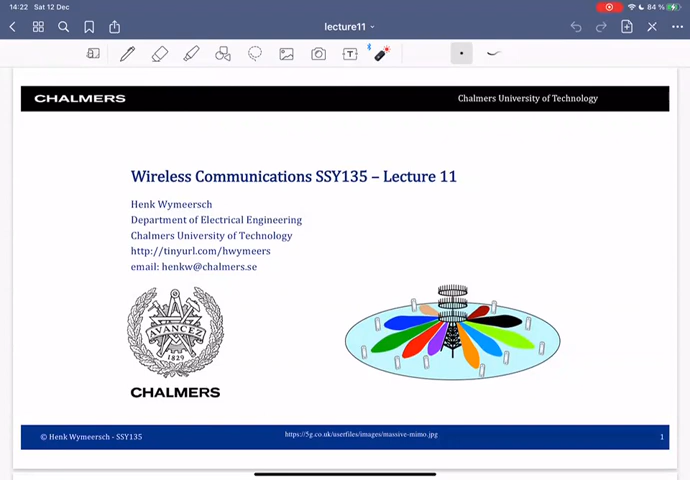 14:22 Sat 12 Dec
84 %
lecture11
T
CHALMERS
Chalmers University of Technology
Wireless Communications SSY135 – Lecture 11
Henk Wymeersch
Department of Electrical Engineering
Chalmers University of Technology
http://tinyurl.com/hwymeers
email: henkw@chalmers.se
AVANCEZ
1829
CHALMERS
© Henk Wymeersch - SSY135
https://5g.co.uk/userfiles/images/massive-mimo.jpg
1